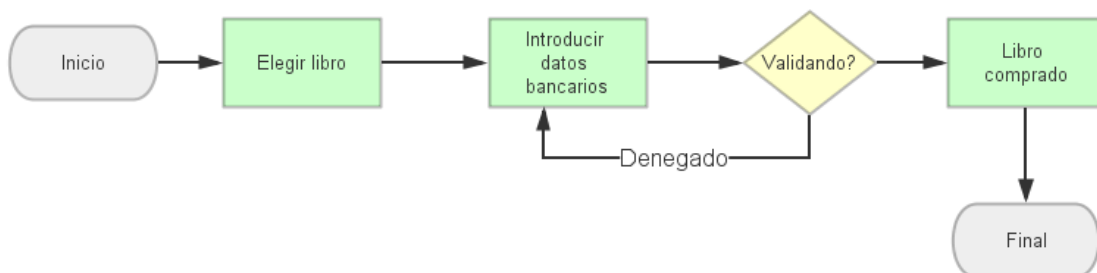 Inicio
Elegir libro
Introducir
datos
bancarios
Validando?
Libro
comprado
Denegado
Final